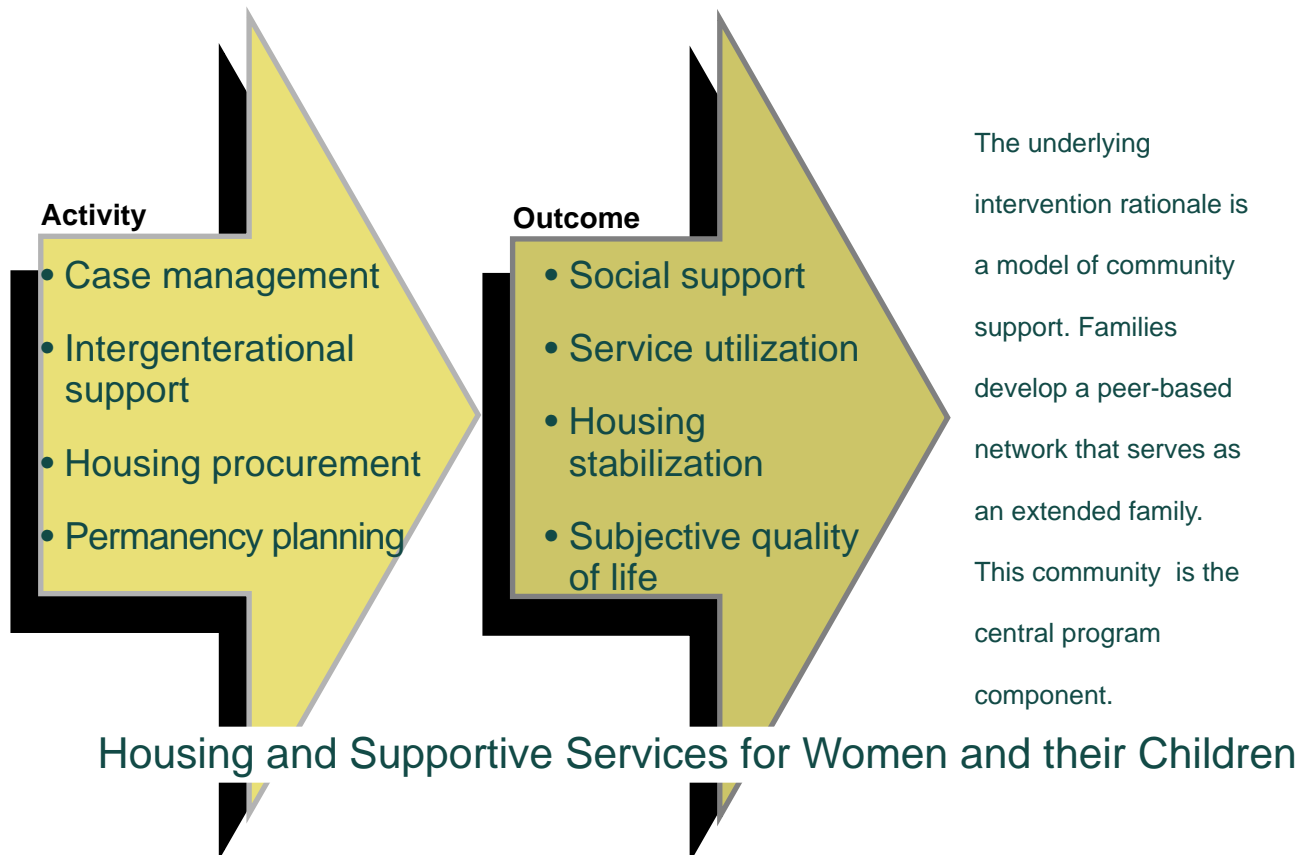 Activity
• Case management
• Intergenterational
support
• Housing procurement
• Permanency planning
Outcome
• Social support
• Service utilization
• Housing
stabilization
• Subjective quality
of life
The underlying
intervention rationale is
a model of community
support. Families
develop a peer-based
network that serves as
an extended family.
This community  is the
central program
component.
Housing and Supportive Services for Women and their Children